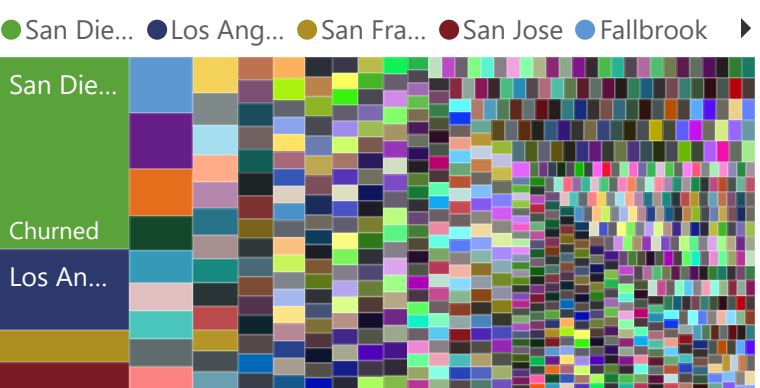 San Die... Los Ang... San Fra... San Jose Fallbrook
San Die...
Churned
Los An...